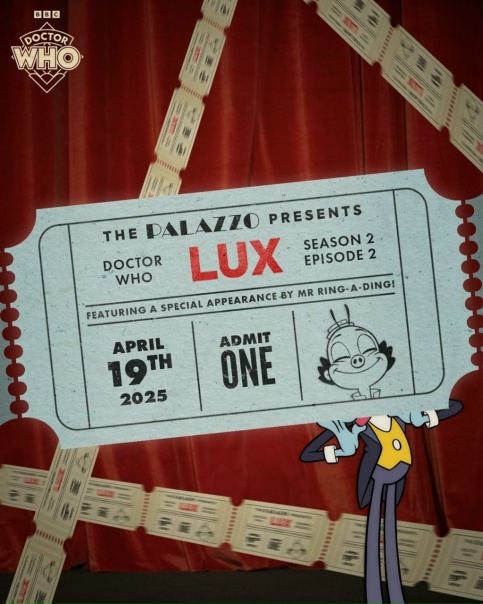 BBC
DOCTOR
WHO
THE PALAZZO PRESENTS
DOCTOR
WHO
LUX
SEASON 2
EPISODE 2
FEATURING A SPECIAL APPEARANCE BY MR RING-A-DING!
APRIL
19TH
2025
ADMIT
ONE